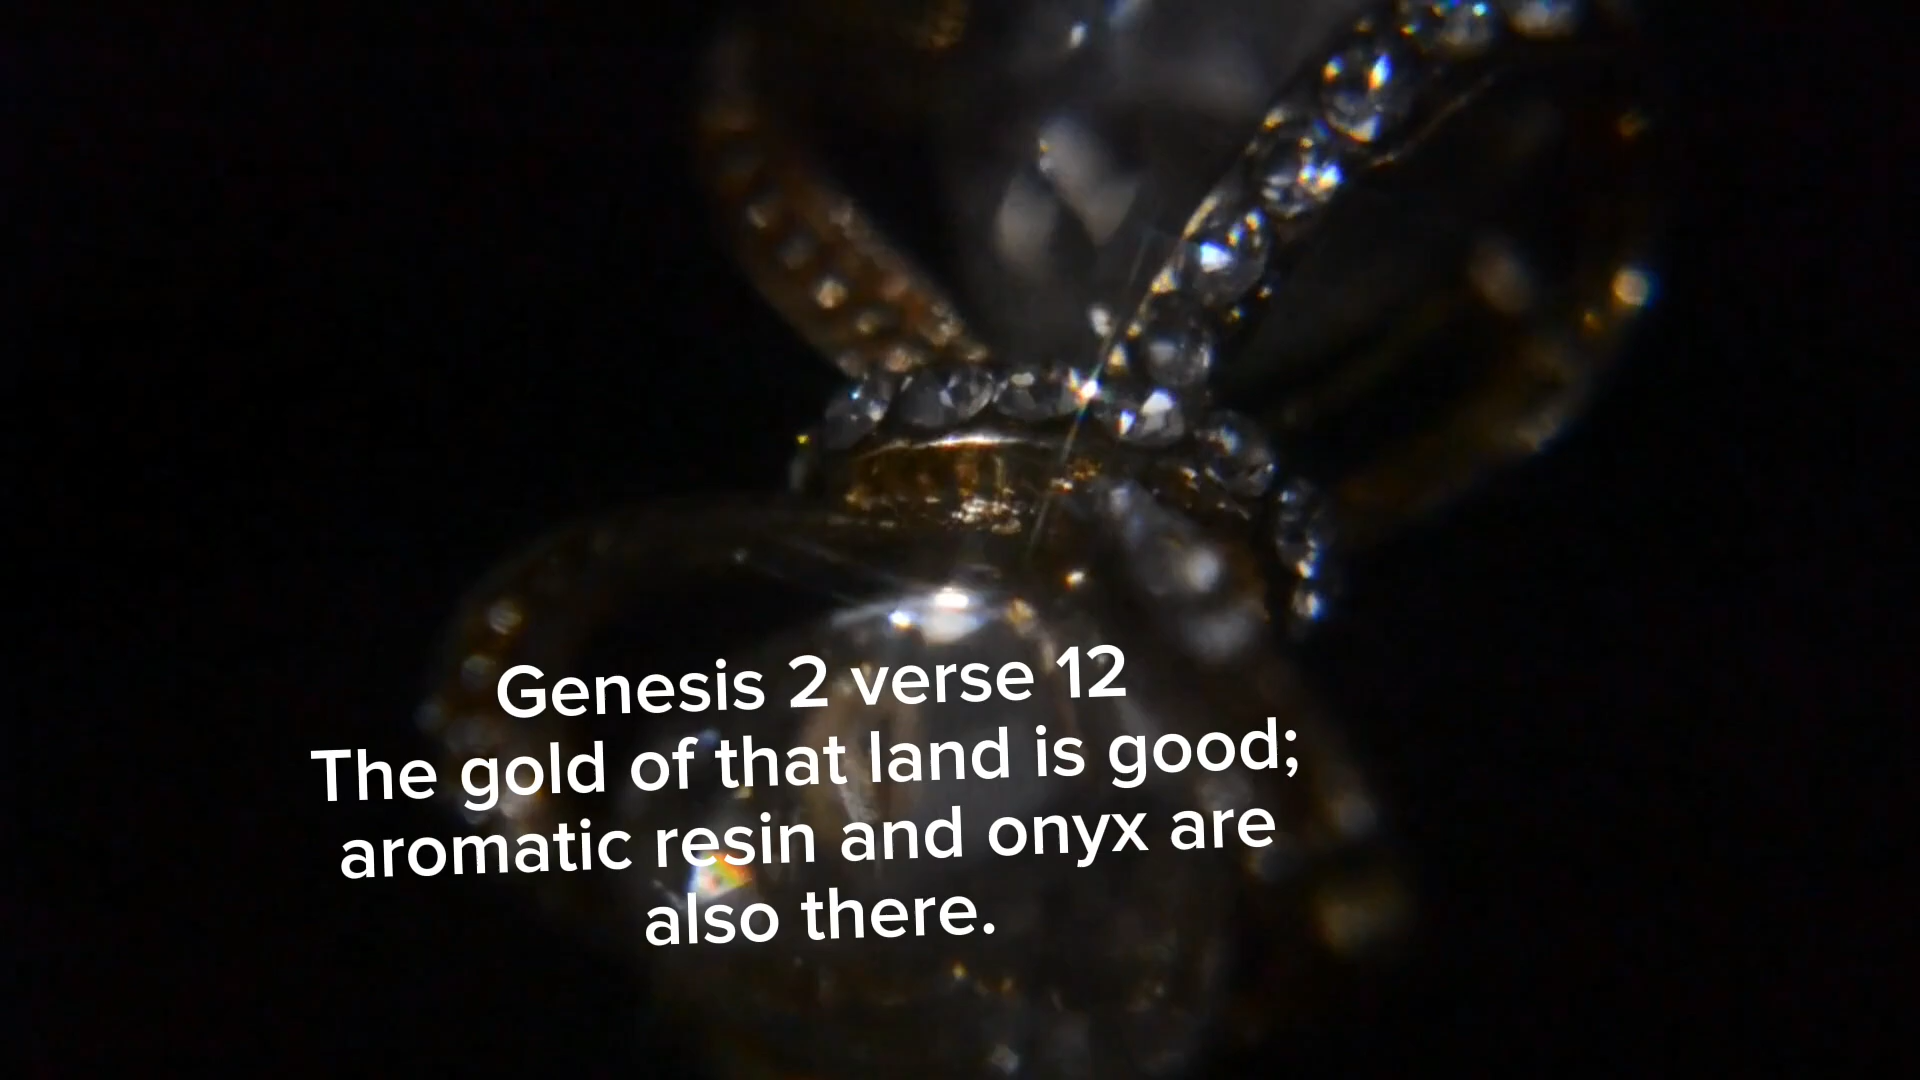 Genesis 2 verse 12
The gold of that land is good;
aromatic resin and onyx are
also there.